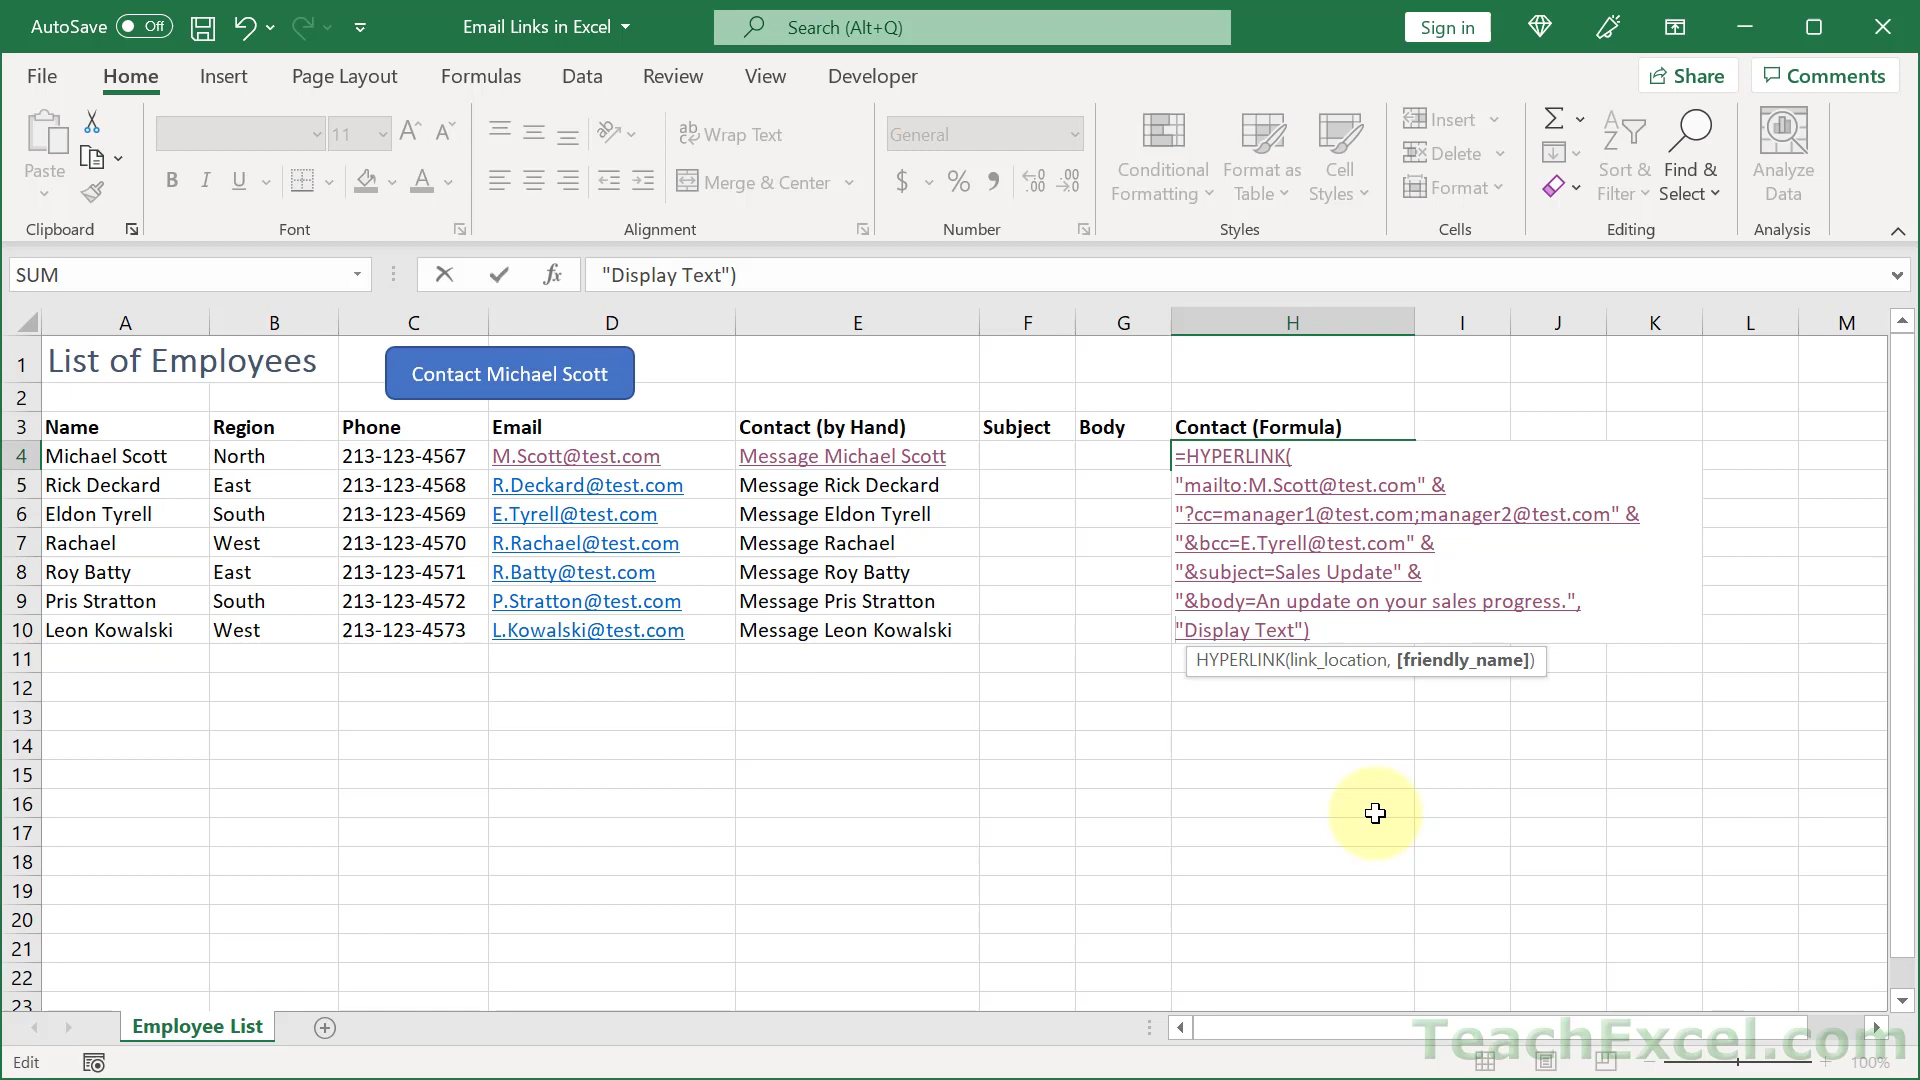 AutoSave Off Email Links in Excel Search (Alt+Q) Sign in
File Home Insert Page Layout Formulas Data Review View Developer Share Comments
Paste
Clipboard
11
B I U
Font
Wrap Text
Merge & Center
Alignment
General
$ % 9 .00
Number
Conditional Formatting
Format as Table
Cell Styles
Styles
Insert
Delete
Format
Cells
Sort & Filter
Find & Select
Editing
Analyze Data
Analysis
SUM fx "Display Text")
A B C D E F G H I J K L M
1 List of Employees Contact Michael Scott
2
3 Name Region Phone Email Contact (by Hand) Subject Body Contact (Formula)
4 Michael Scott North 213-123-4567 M.Scott@test.com Message Michael Scott =HYPERLINK(
5 Rick Deckard East 213-123-4568 R.Deckard@test.com Message Rick Deckard "mailto:M.Scott@test.com" &
6 Eldon Tyrell South 213-123-4569 E.Tyrell@test.com Message Eldon Tyrell "?cc=manager1@test.com;manager2@test.com" &
7 Rachael West 213-123-4570 R.Rachael@test.com Message Rachael "&bcc=E.Tyrell@test.com" &
8 Roy Batty East 213-123-4571 R.Batty@test.com Message Roy Batty "&subject=Sales Update" &
9 Pris Stratton South 213-123-4572 P.Stratton@test.com Message Pris Stratton "&body=An update on your sales progress.",
10 Leon Kowalski West 213-123-4573 L.Kowalski@test.com Message Leon Kowalski "Display Text")
11 HYPERLINK(link_location, [friendly_name])
12
13
14
15
16
17
18
19
20
21
22
23
Employee List
TeachExcel.com
Edit 100%